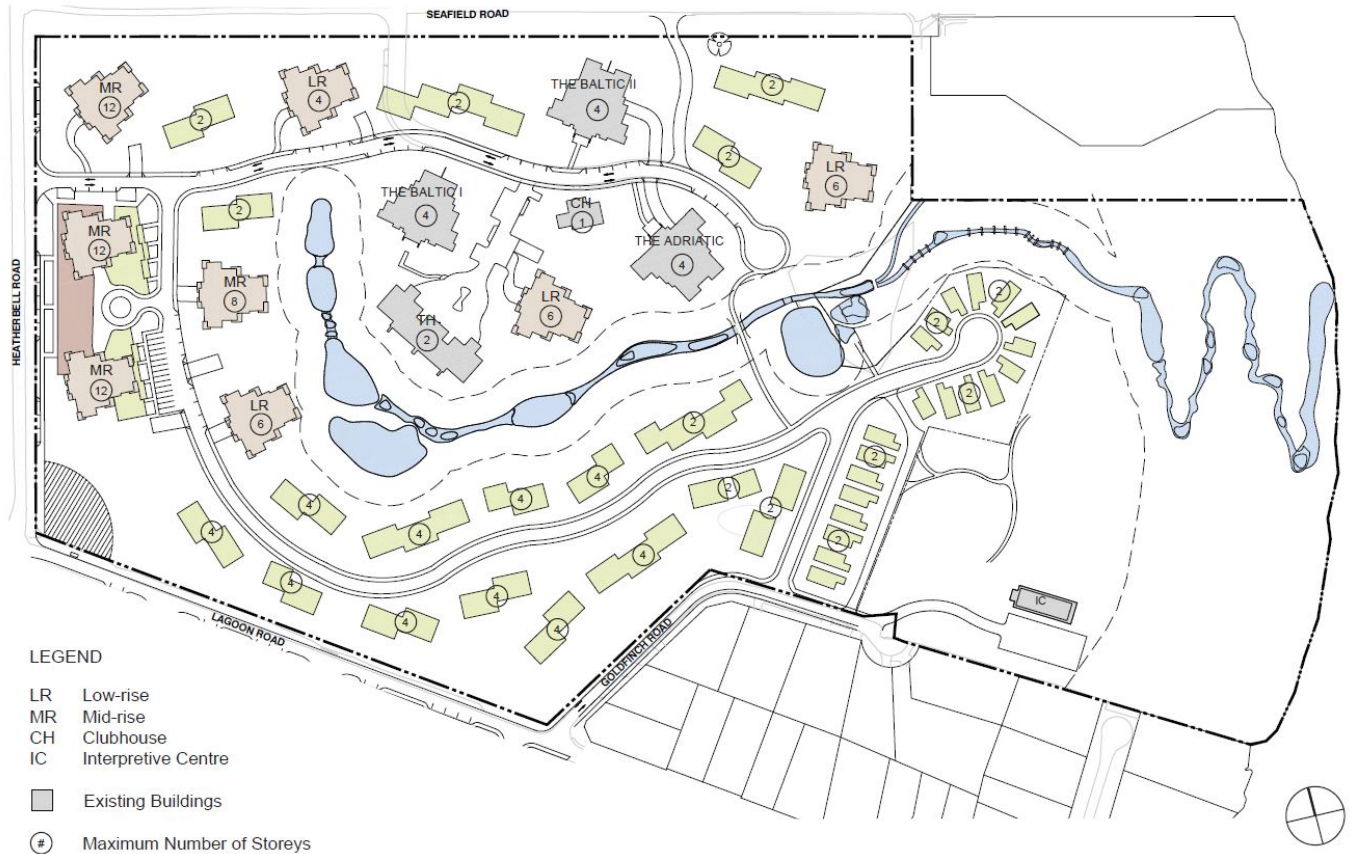 SEAFIELD ROAD
MR
12
2
LR
4
2
THE BALTIC II
4
2
2
LR
6
HEATHERBELL ROAD
MR
12
2
THE BALTIC I
4
CH
1
THE ADRIATIC
4
MR
8
TH
2
LR
6
MR
12
LR
6
2
2
2
2
2
2
2
2
4
4
4
4
4
4
4
4
4
4
4
IC
LAGOON ROAD
GOLDFINCH ROAD
LEGEND
LR Low-rise
MR Mid-rise
CH Clubhouse
IC Interpretive Centre
Existing Buildings
# Maximum Number of Storeys